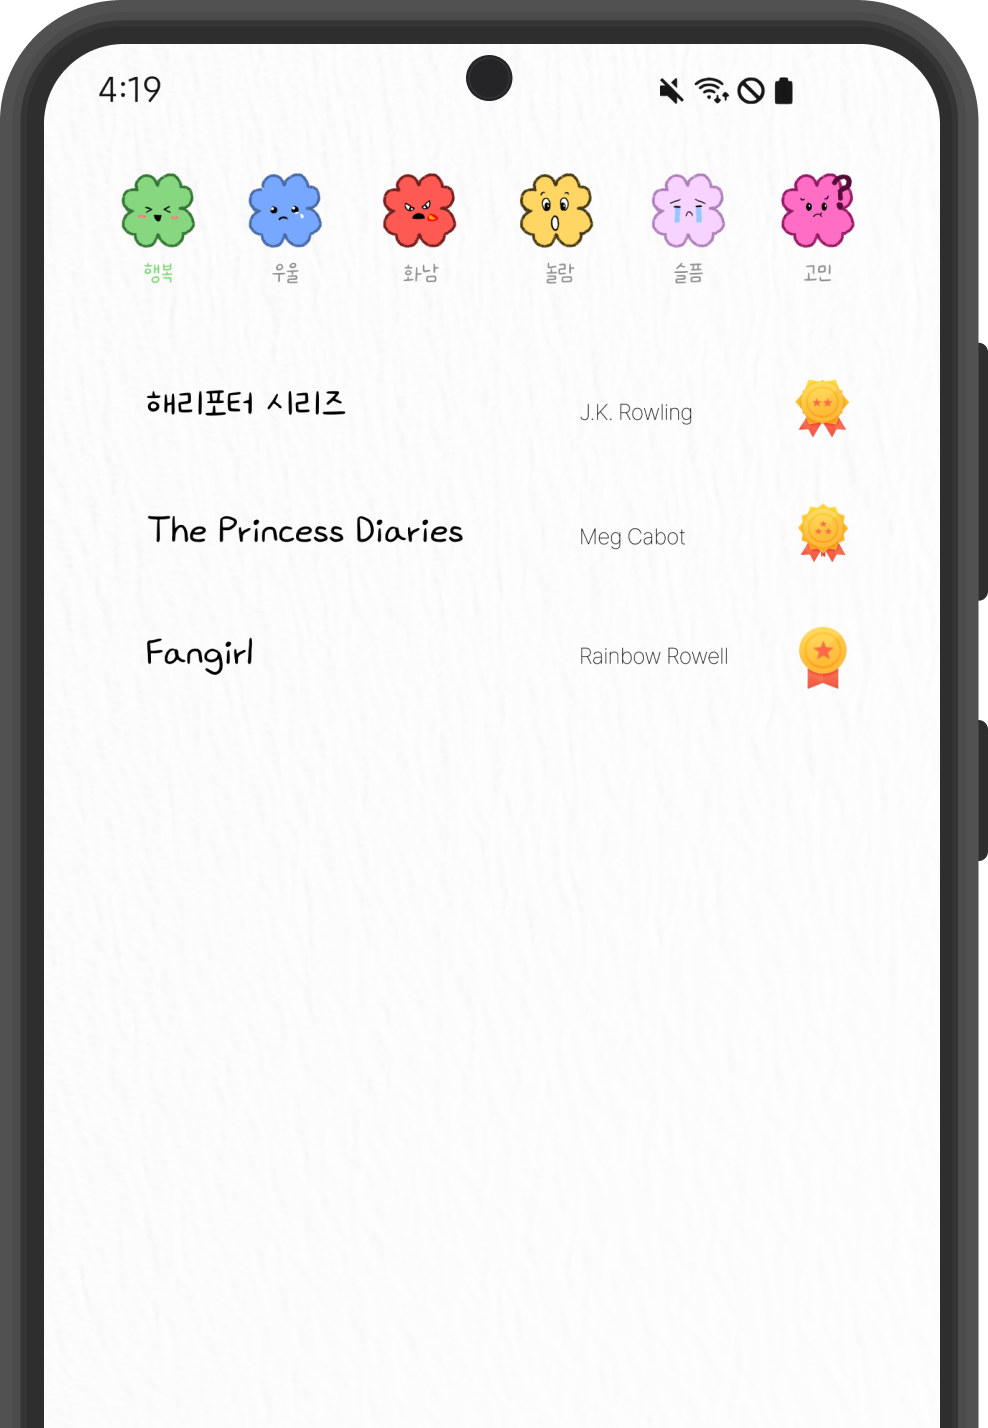 4:19
행복 우울 화남 놀람 슬픔 고민
해리포터 시리즈 J.K. Rowling
The Princess Diaries Meg Cabot
Fangirl Rainbow Rowell